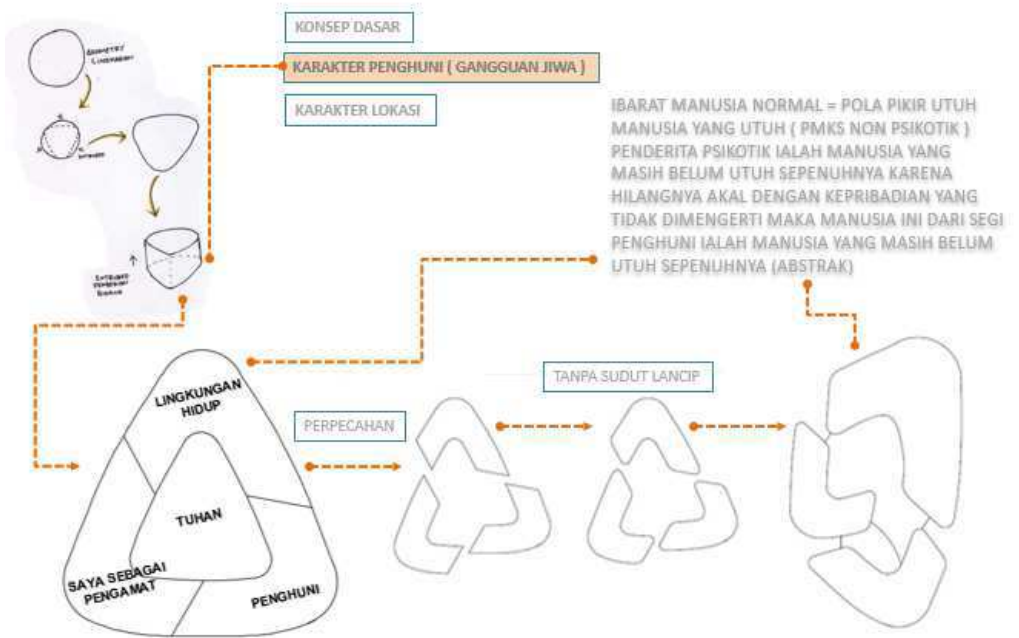 KONSEP DASAR
KARAKTER PENGHUNI ( GANGGUAN JIWA )
KARAKTER LOKASI
GEOMETRY
LINGKARAN
IBARAT MANUSIA NORMAL = POLA PIKIR UTUH
MANUSIA YANG UTUH ( PMKS NON PSIKOTIK )
PENDERITA PSIKOTIK IALAH MANUSIA YANG
MASIH BELUM UTUH SEPENUHNYA KARENA
HILANGNYA AKAL DENGAN KEPRIBADIAN YANG
TIDAK DIMENGERTI MAKA MANUSIA INI DARI SEGI
PENGHUNI IALAH MANUSIA YANG MASIH BELUM
UTUH SEPENUHNYA (ABSTRAK)
LINGKUNGAN
HIDUP
TUHAN
SAYA SEBAGAI
PENGAMAT
PENGHUNI
PERPECAHAN
TANPA SUDUT LANCIP